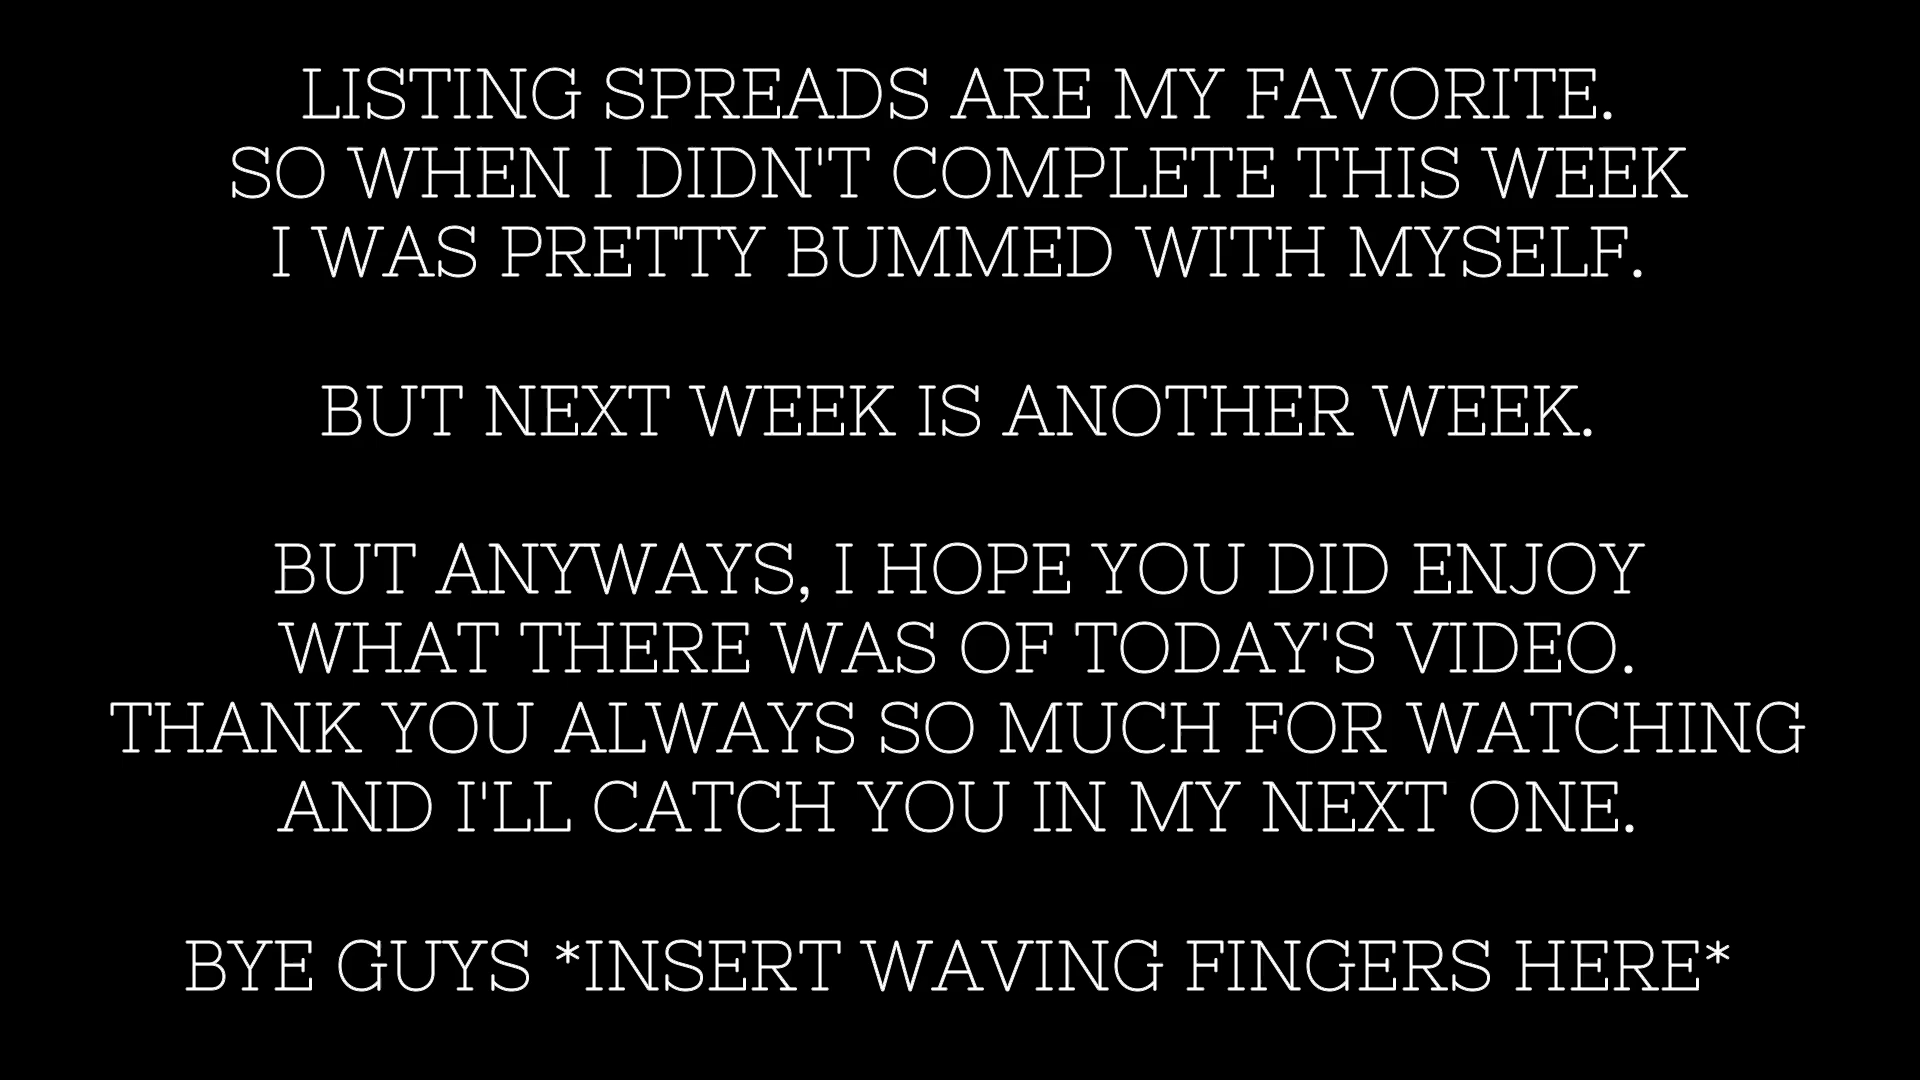 LISTING SPREADS ARE MY FAVORITE.
SO WHEN I DIDN'T COMPLETE THIS WEEK
I WAS PRETTY BUMMED WITH MYSELF.
BUT NEXT WEEK IS ANOTHER WEEK.
BUT ANYWAYS, I HOPE YOU DID ENJOY
WHAT THERE WAS OF TODAY'S VIDEO.
THANK YOU ALWAYS SO MUCH FOR WATCHING
AND I'LL CATCH YOU IN MY NEXT ONE.
BYE GUYS *INSERT WAVING FINGERS HERE*